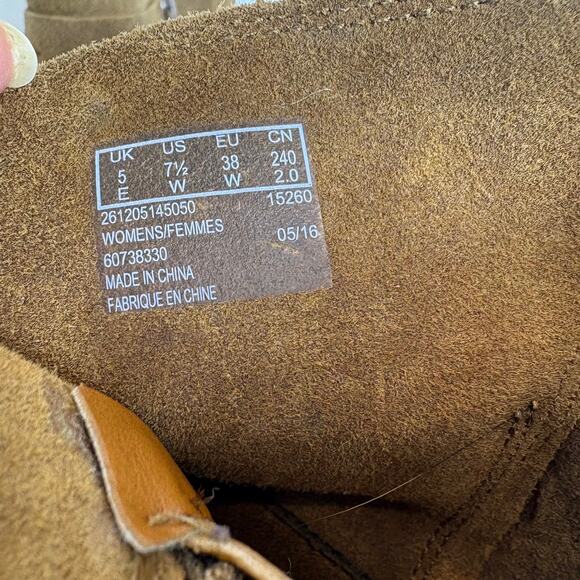 UK US EU CN
5 7½ 38 240
E W W 2.0
261205145050 15260
WOMENS/FEMMES 05/16
60738330
MADE IN CHINA
FABRIQUE EN CHINE